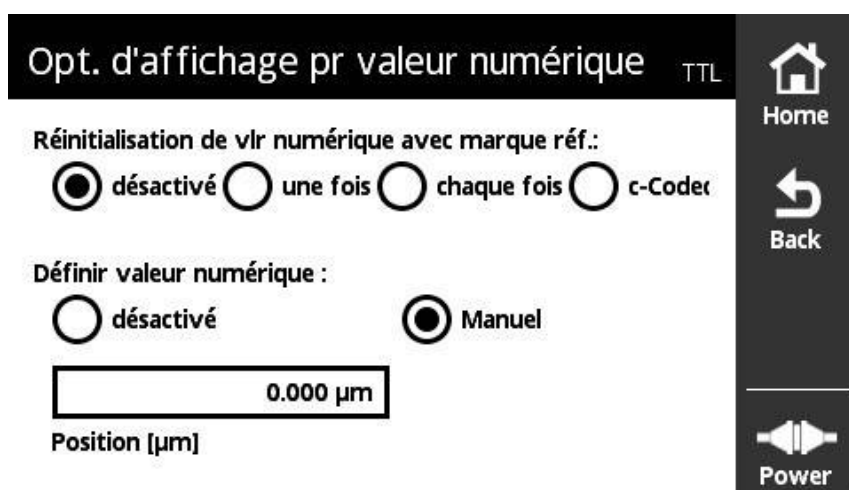 Opt. d'affichage pr valeur numérique TTL
Home
Réinitialisation de vlr numérique avec marque réf.:
désactivé une fois chaque fois c-Codec
Back
Définir valeur numérique :
désactivé Manuel
0.000 µm
Position [µm]
Power